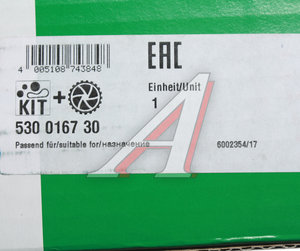 4 005108 743848
EAC
KIT +
Einheit/Unit
1
530 0167 30
Passend für/suitable for/назначение
6002354/17